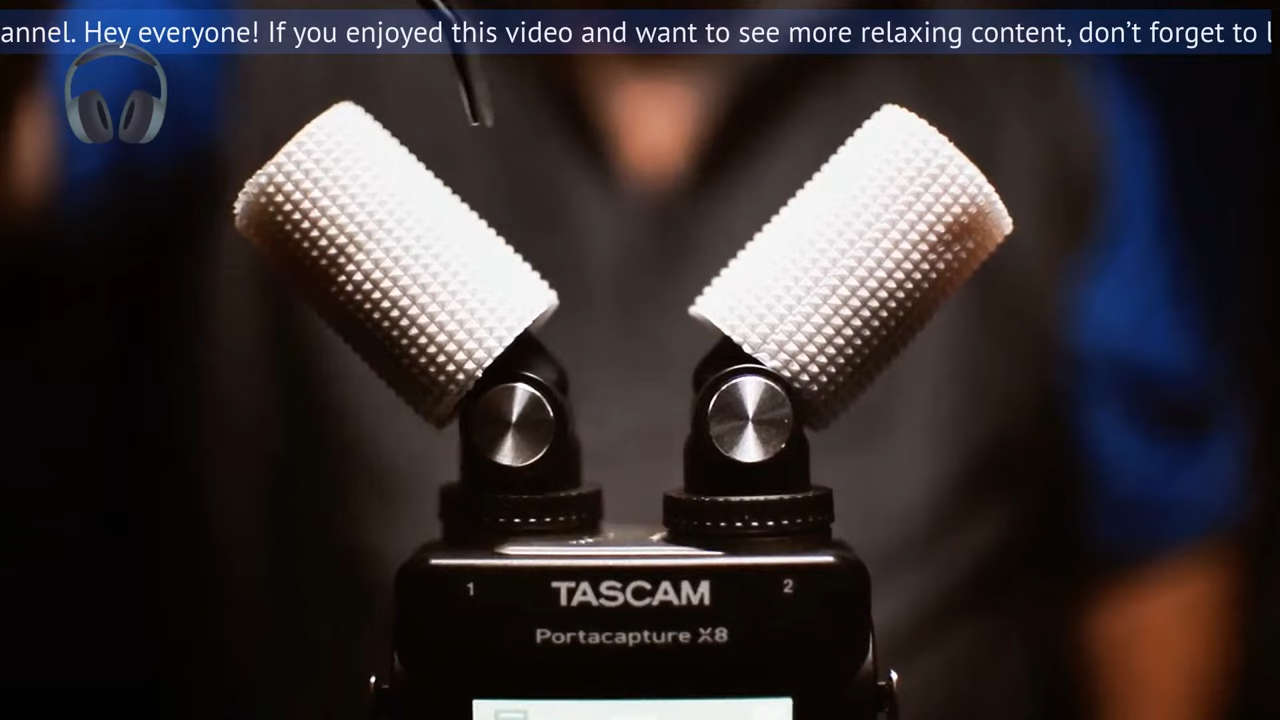 annel. Hey everyone! If you enjoyed this video and want to see more relaxing content, don’t forget to l
1 TASCAM 2
Portacapture X8